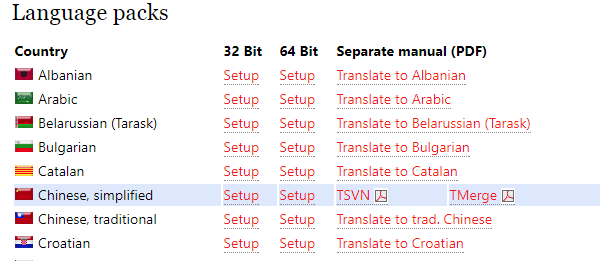 Language packs
Country 32 Bit 64 Bit Separate manual (PDF)
Albanian Setup Setup Translate to Albanian
Arabic Setup Setup Translate to Arabic
Belarussian (Tarask) Setup Setup Translate to Belarussian (Tarask)
Bulgarian Setup Setup Translate to Bulgarian
Catalan Setup Setup Translate to Catalan
Chinese, simplified Setup Setup TSVN TMerge
Chinese, traditional Setup Setup Translate to trad. Chinese
Croatian Setup Setup Translate to Croatian